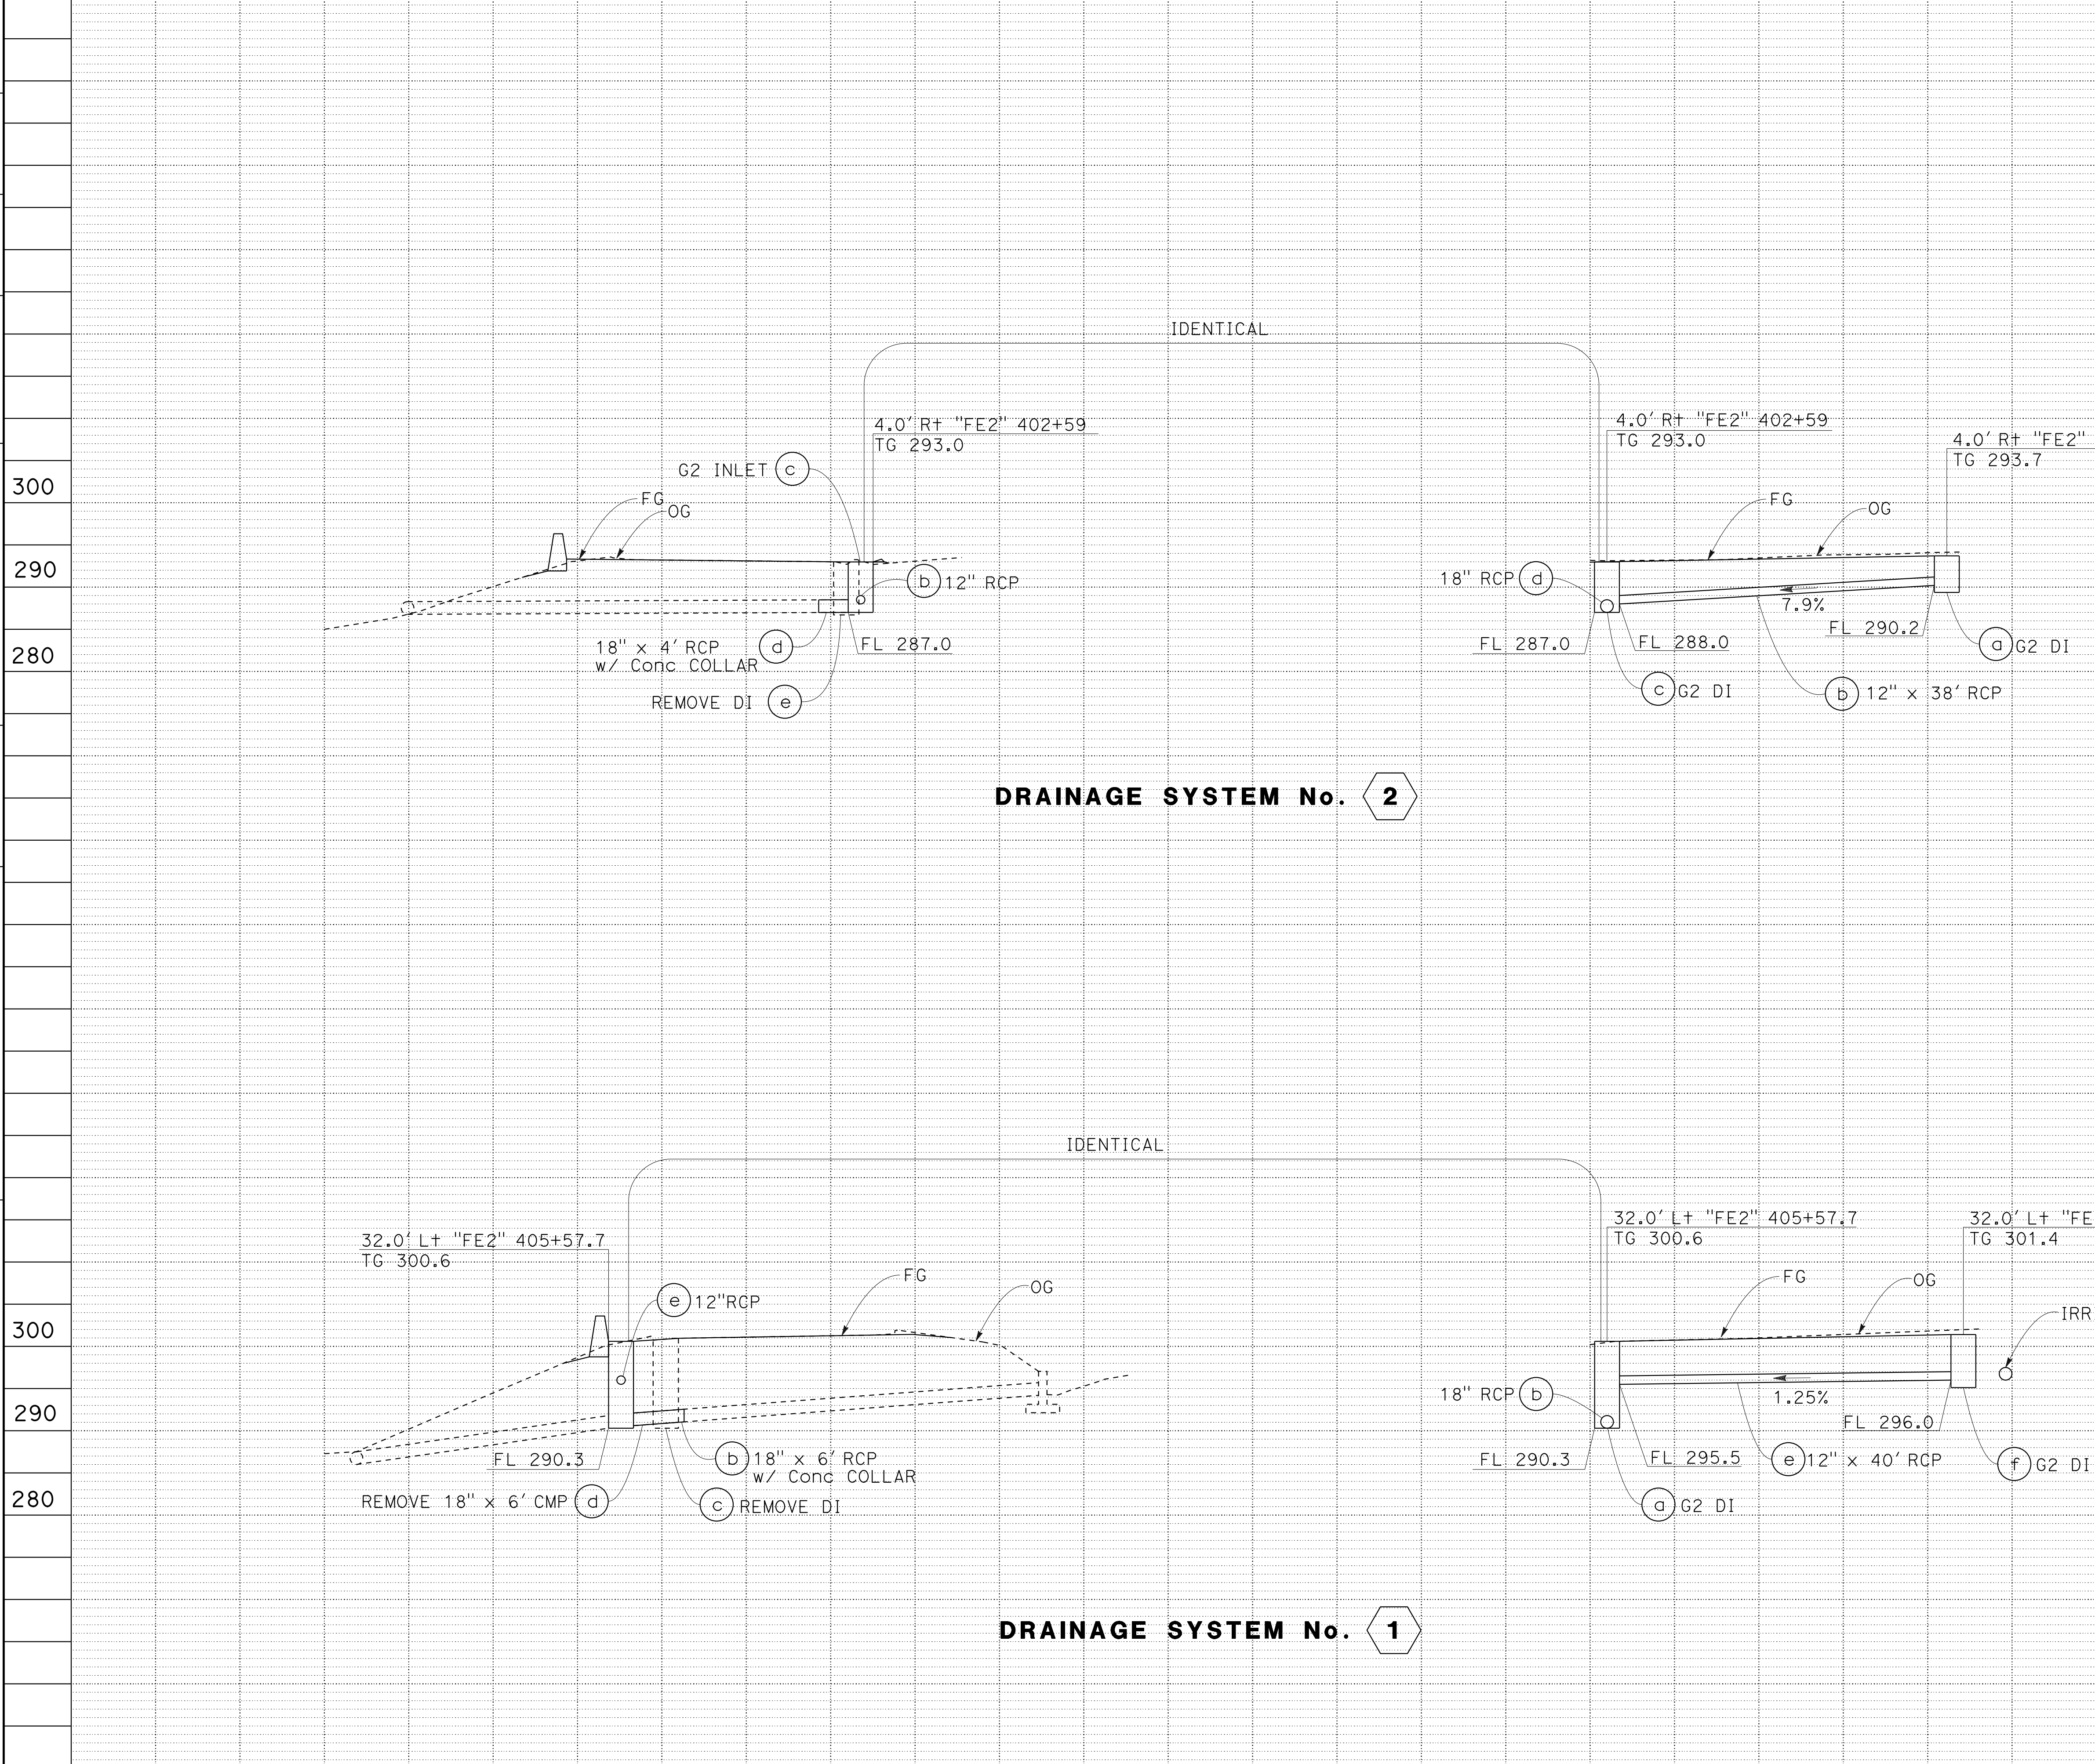 IDENTICAL
4.0' Rt "FE2" 402+59
TG 293.0
4.0' Rt "FE2" 402+59
TG 293.0
4.0' Rt "FE2"
TG 293.7
G2 INLET c
300
FG
OG
FG
OG
290
b 12" RCP
18" RCP d
7.9%
FL 290.2
280
18" x 4' RCP
w/ Conc COLLAR
d
FL 287.0
FL 287.0
FL 288.0
a G2 DI
REMOVE DI e
c G2 DI
b 12" x 38' RCP
DRAINAGE SYSTEM No. 2
IDENTICAL
32.0' Lt "FE2" 405+57.7
TG 300.6
32.0' Lt "FE2" 405+57.7
TG 300.6
32.0' Lt "FE
TG 301.4
e 12"RCP
FG
OG
FG
OG
300
IRR
290
18" RCP b
1.25%
FL 296.0
FL 290.3
b 18" x 6' RCP
w/ Conc COLLAR
FL 290.3
FL 295.5
e 12" x 40' RCP
f G2 DI
280
REMOVE 18" x 6' CMP d
c REMOVE DI
a G2 DI
DRAINAGE SYSTEM No. 1